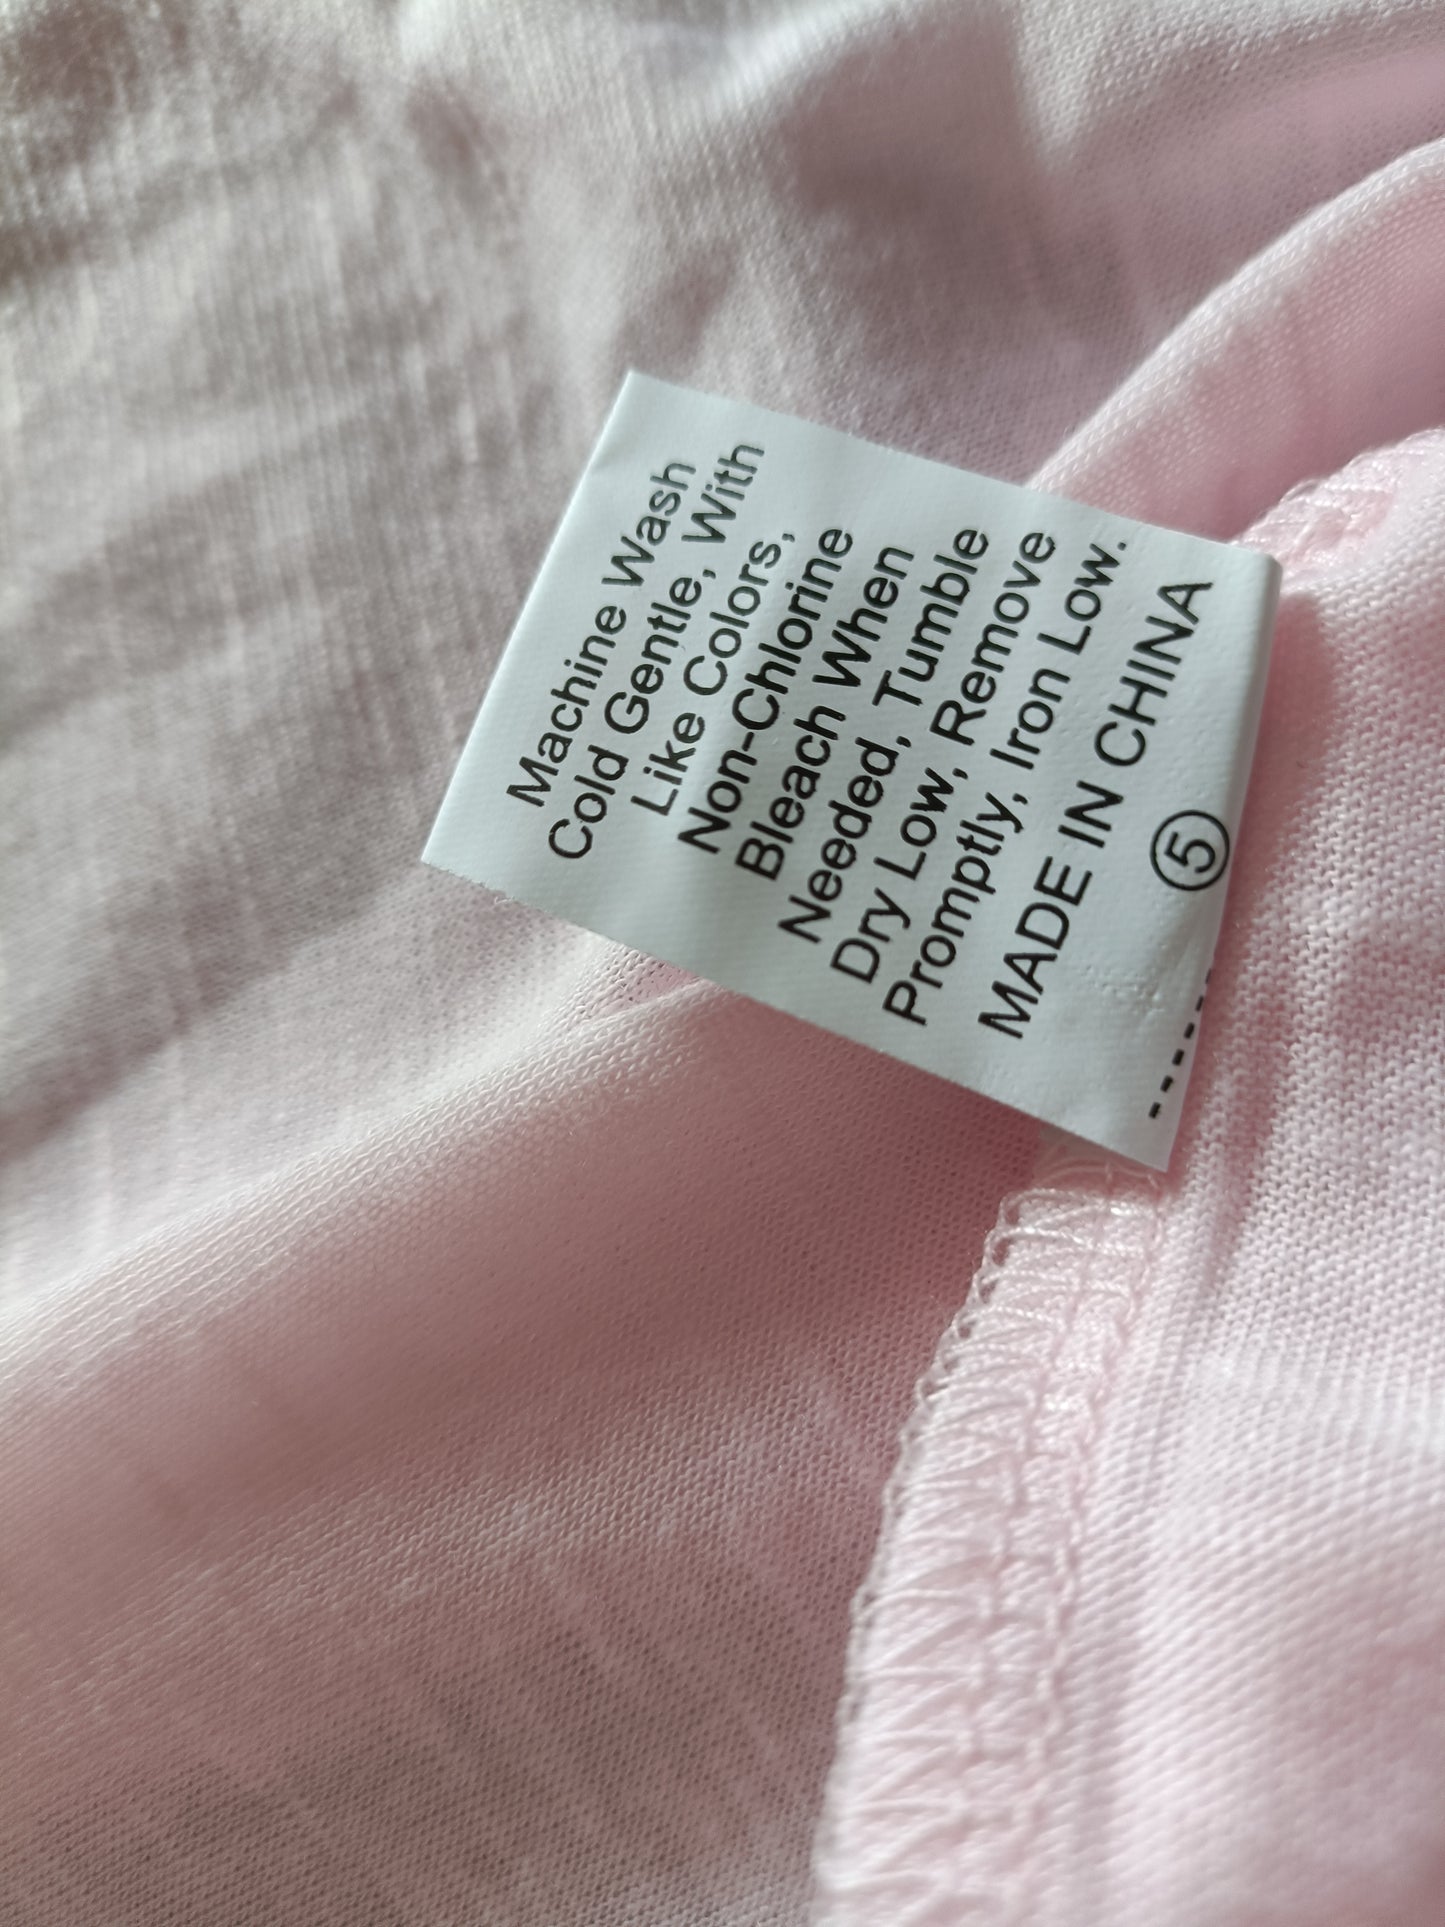 Machine Wash
Cold Gentle, With
Like Colors,
Non-Chlorine
Bleach When
Needed, Tumble
Dry Low, Remove
Promptly, Iron Low.
MADE IN CHINA
5